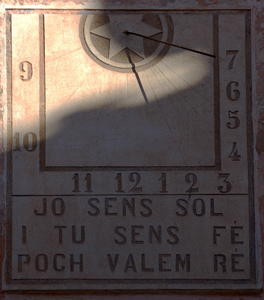 9 7
6
5
10 4
11 12 1 2 3
JO SENS SOL
I TU SENS FÉ
POCH VALEM RÉ